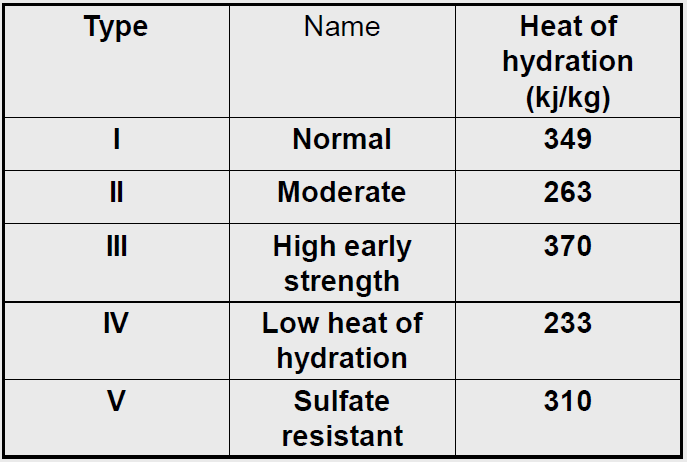 Type Name Heat of
hydration
(kj/kg)
I Normal 349
II Moderate 263
III High early 370
strength
IV Low heat of 233
hydration
V Sulfate 310
resistant